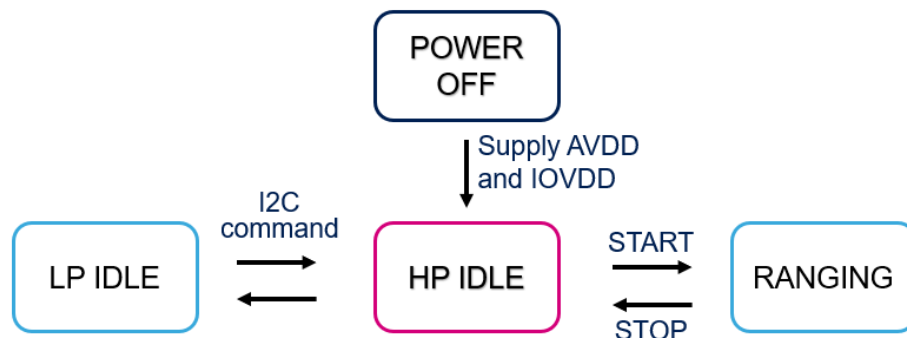 POWER
OFF
Supply AVDD
and IOVDD
I2C
command
LP IDLE
HP IDLE
START
STOP
RANGING